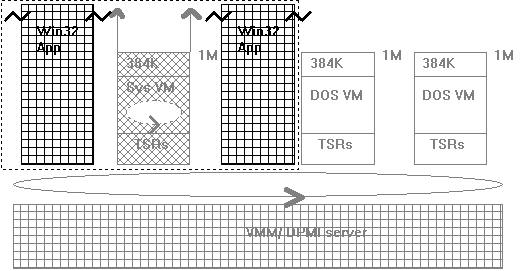 Win32
App
384K
Sys VM
TSRs
1M
Win32
App
384K
DOS VM
TSRs
1M
384K
DOS VM
TSRs
1M
VMM/ DPMI server